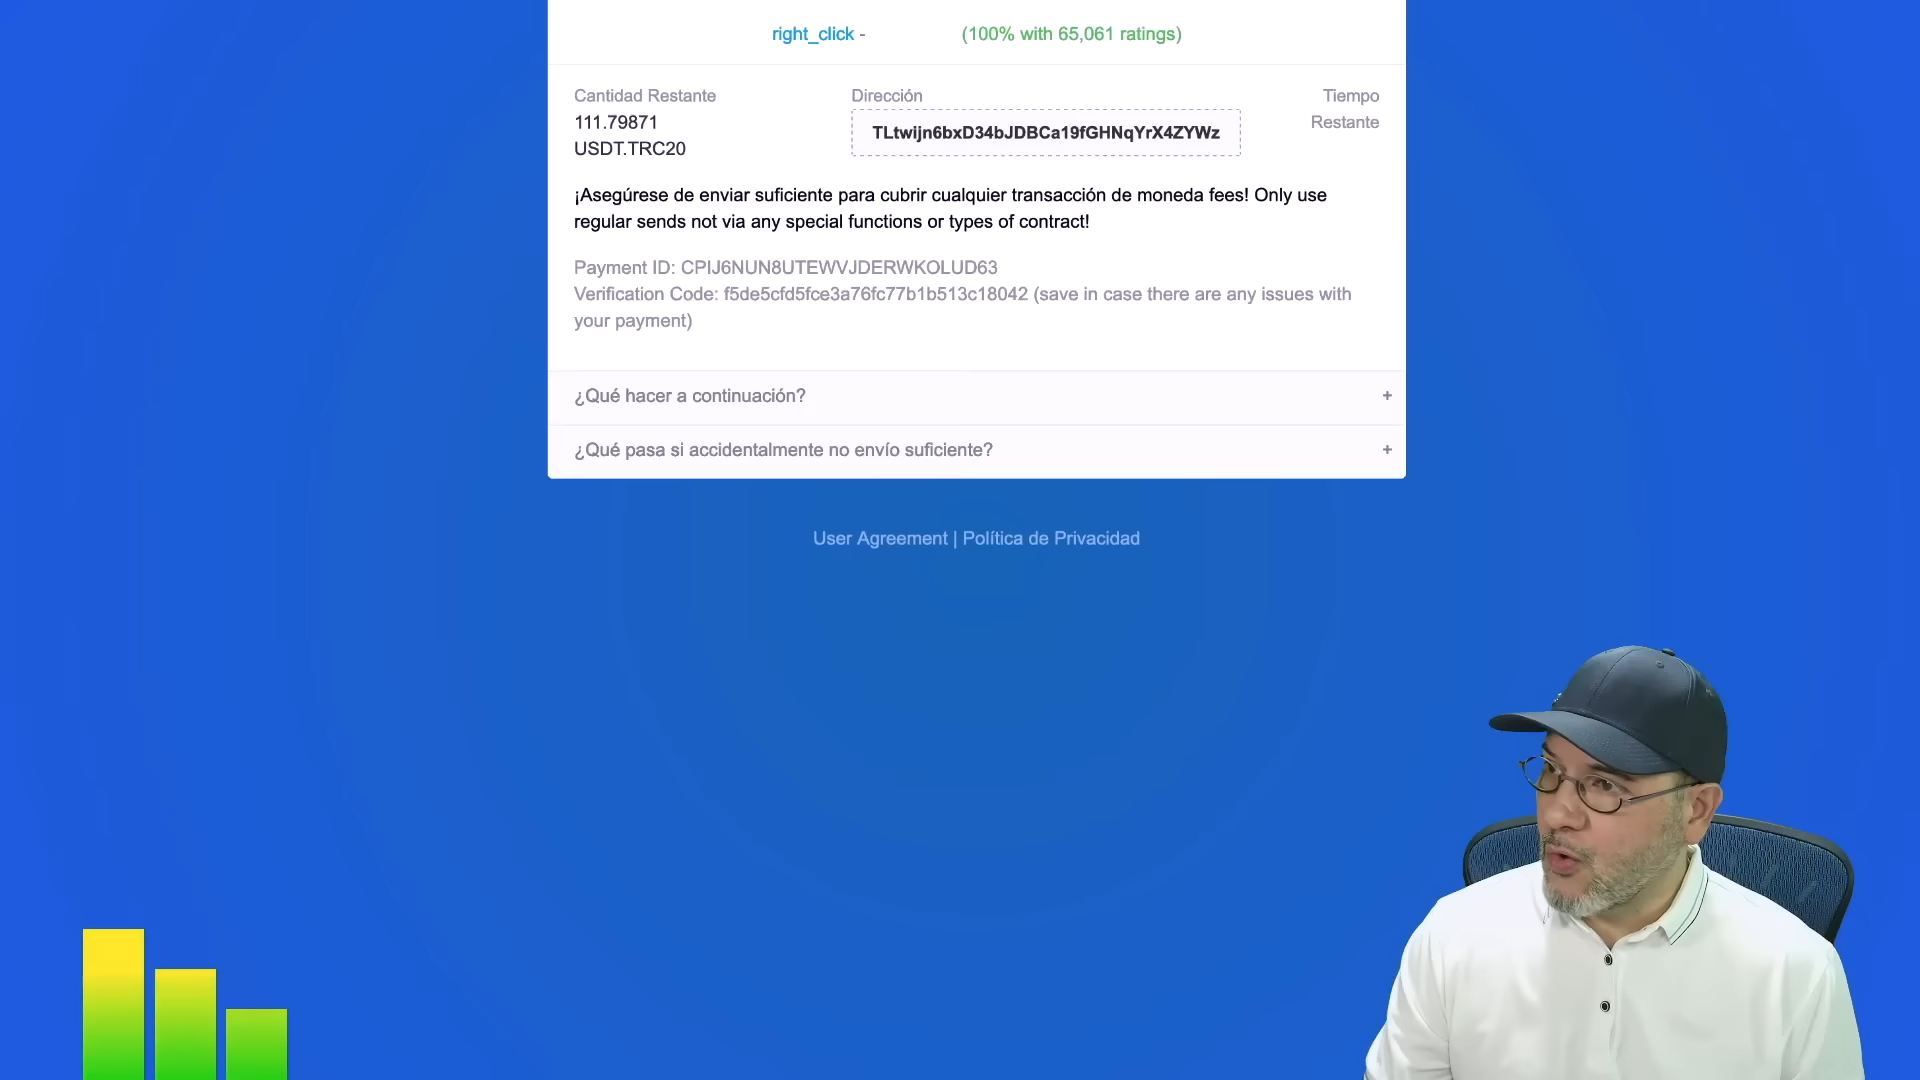 right_click - (100% with 65,061 ratings)
Cantidad Restante
111.79871
USDT.TRC20
Dirección
TLtwijn6bxD34bJDBCa19fGHNqYrX4ZYWz
Tiempo
Restante
¡Asegúrese de enviar suficiente para cubrir cualquier transacción de moneda fees! Only use
regular sends not via any special functions or types of contract!
Payment ID: CPIJ6NUN8UTEWVJDERWKOLUD63
Verification Code: f5de5cfd5fce3a76fc77b1b513c18042 (save in case there are any issues with
your payment)
¿Qué hacer a continuación? +
¿Qué pasa si accidentalmente no envío suficiente? +
User Agreement | Política de Privacidad